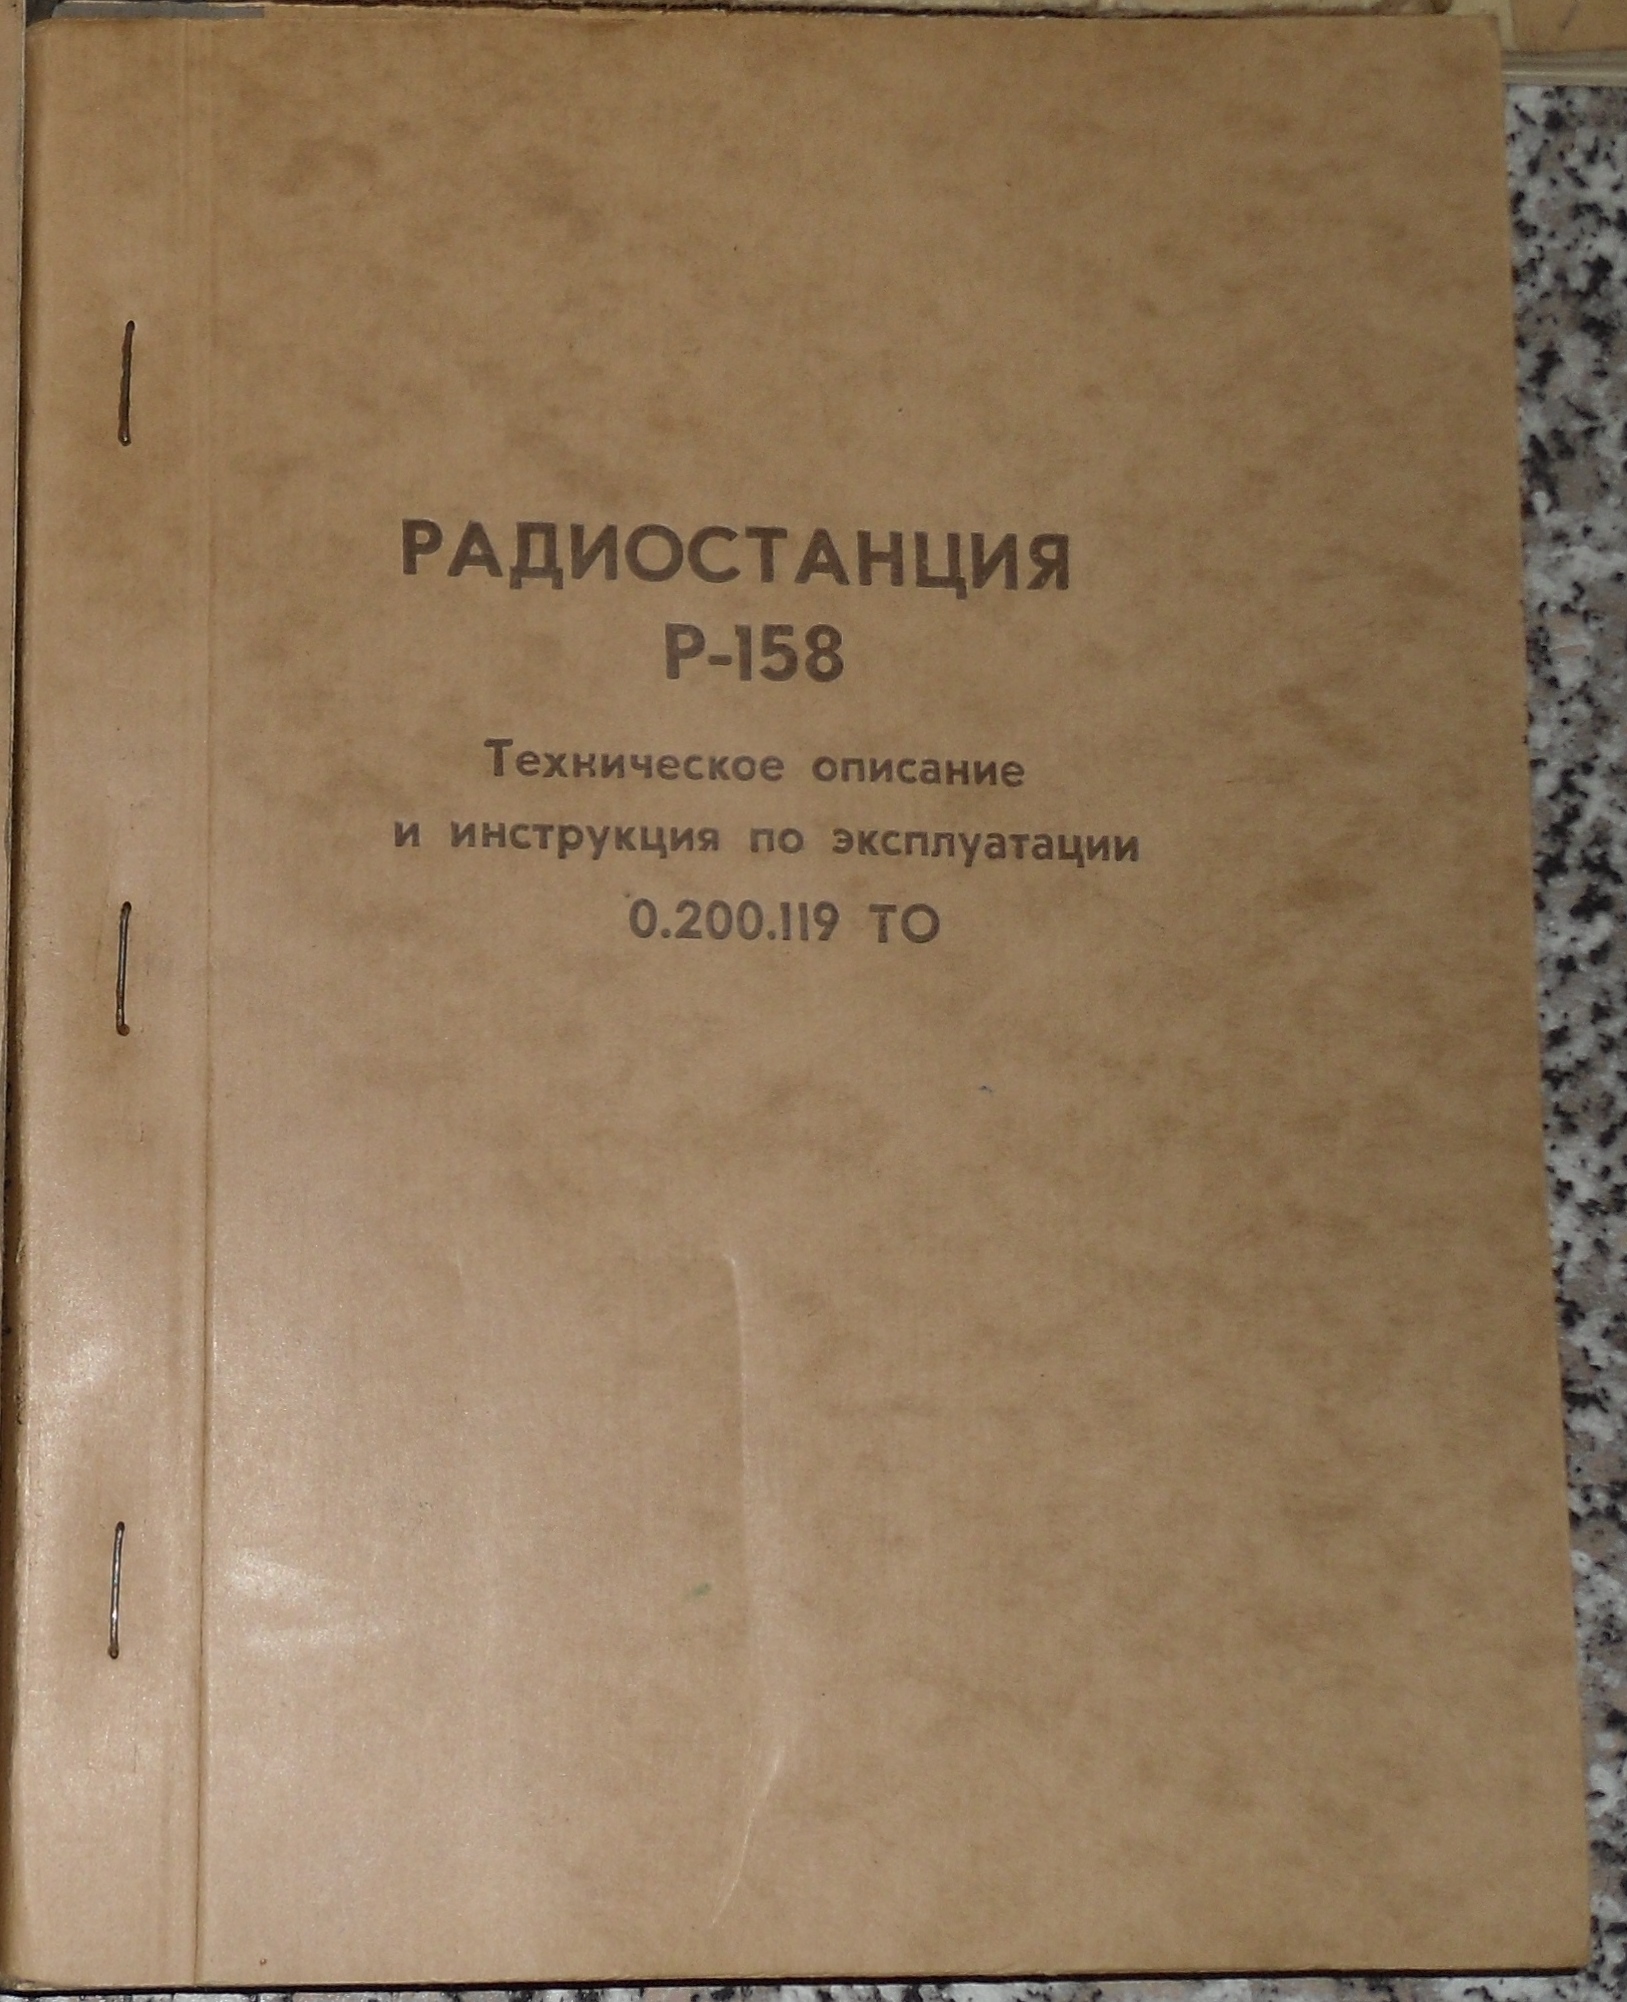 РАДИОСТАНЦИЯ
Р-158
Техническое описание
и инструкция по эксплуатации
0.200.119 ТО